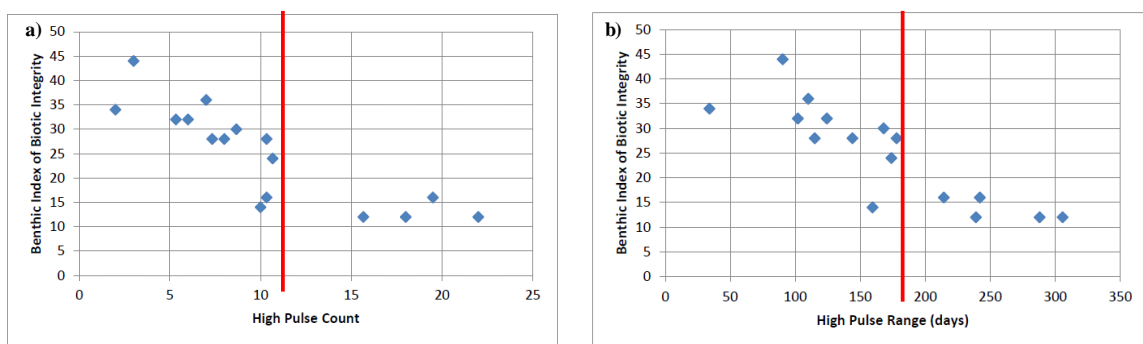 a)
Benthic Index of Biotic Integrity
50
45
40
35
30
25
20
15
10
5
0
0 5 10 15 20 25
High Pulse Count
b)
Benthic Index of Biotic Integrity
50
45
40
35
30
25
20
15
10
5
0
0 50 100 150 200 250 300 350
High Pulse Range (days)